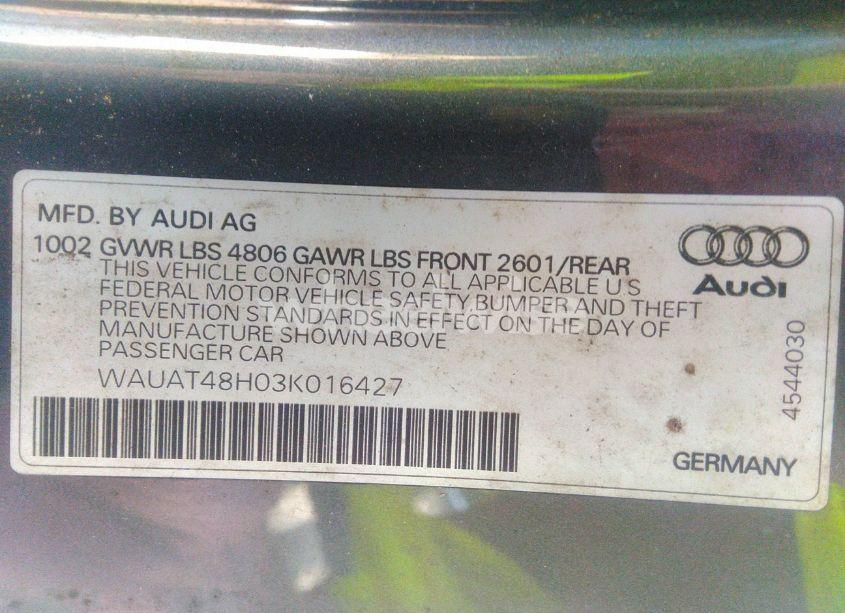 MFD. BY AUDI AG
1002 GVWR LBS 4806 GAWR LBS FRONT 2601/REAR
THIS VEHICLE CONFORMS TO ALL APPLICABLE U S
FEDERAL MOTOR VEHICLE SAFETY BUMPER AND THEFT
PREVENTION STANDARDS IN EFFECT ON THE DAY OF
MANUFACTURE SHOWN ABOVE
PASSENGER CAR
WAUAT48H03K016427
Audi
4544030
GERMANY